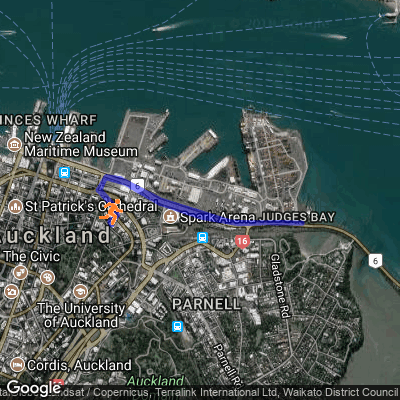 INCES WHARF
New Zealand
Maritime Museum
6
St Patrick's Cathedral
Spark Arena
JUDGES BAY
Auckland
16
The Civic
6
Gladstone Rd
The University
of Auckland
PARNELL
Parnell R
Cordis, Auckland
Auckland
Google
dsat / Copernicus, Terralink International Ltd, Waikato District Council